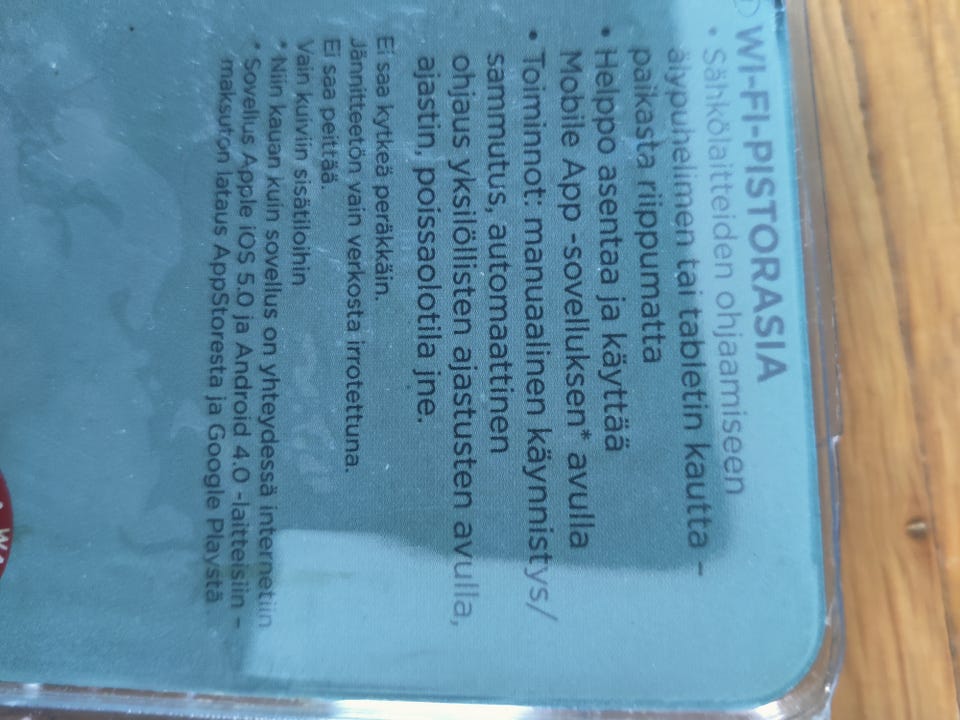 WI-FI-PISTORASIA
• Sähkölaitteiden ohjaamiseen
älypuhelimen tai tabletin kautta –
paikasta riippumatta
• Helppo asentaa ja käyttää
Mobile App -sovelluksen* avulla
• Toiminnot: manuaalinen käynnistys/
sammutus, automaattinen
ohjaus yksilöllisten ajastusten avulla,
ajastin, poissaolotila jne.
Ei saa kytkeä peräkkäin.
Jännitteetön vain verkosta irrotettuna.
Ei saa peittää.
Vain kuiviin sisätiloihin
*Niin kauan kuin sovellus on yhteydessä internetiin
* Sovellus Apple iOS 5.0 ja Android 4.0 -laitteisiin –
maksuton lataus AppStoresta ja Google Playstä